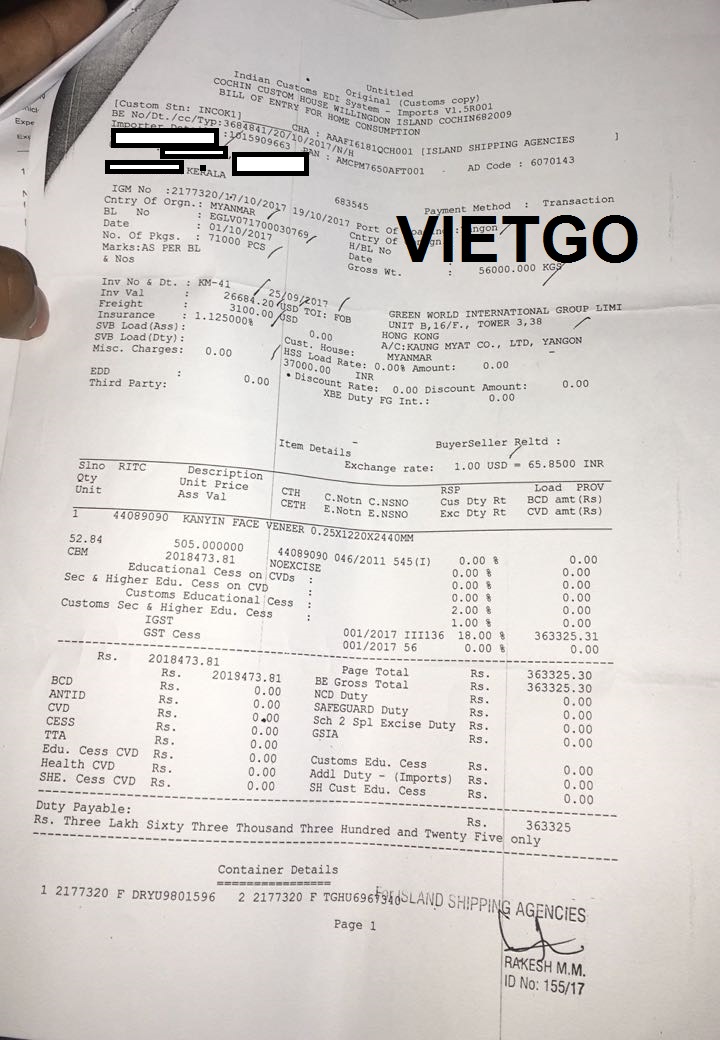 Untitled
Indian Customs EDI System - Imports V1.5R001
Original (Customs copy)
COCHIN CUSTOM HOUSE WILLINGDON ISLAND COCHIN682009
BILL OF ENTRY FOR HOME CONSUMPTION
[Custom Stn: INCOK1]
BE No/Dt./cc/Typ:3684841/20/10/2017/N/H
CHA : AAAFI6181QCH001 [ISLAND SHIPPING AGENCIES ]
Importer :1015909663 PAN : AMCPM7650AFT001 AD Code : 6070143
KERALA
IGM No :2177320/17/10/2017 19/10/2017 683545 Payment Method : Transaction
Cntry Of Orgn.: MYANMAR Port of Yangon
BL No : EGLV071700030769 Cntry Of
Date : 01/10/2017 H/BL No
No. Of Pkgs. : 71000 PCS Date
Marks:AS PER BL Gross Wt. : 56000.000 KGS
& Nos
Inv No & Dt. : KM-41 25/09/2017
Inv Val : 26684.20 USD TOI: FOB GREEN WORLD INTERNATIONAL GROUP LIMI
Freight : 3100.00 USD UNIT B,16/F., TOWER 3,38
Insurance : 1.125000% HONG KONG
SVB Load(Ass): 0.00 A/C:KAUNG MYAT CO., LTD, YANGON
SVB Load(Dty): Cust. House: MYANMAR
Misc. Charges: 0.00 HSS Load Rate: 0.00% Amount: 0.00
37000.00 INR
EDD : Discount Rate: 0.00 Discount Amount: 0.00
Third Party: 0.00 XBE Duty FG Int.: 0.00
Item Details BuyerSeller Reltd :
Exchange rate: 1.00 USD = 65.8500 INR
Slno RITC Description CTH C.Notn C.NSNO RSP Load PROV
Qty Unit Price CETH E.Notn E.NSNO Cus Dty Rt BCD amt(Rs)
Unit Ass Val Exc Dty Rt CVD amt(Rs)
1 44089090 KANYIN FACE VENEER 0.25X1220X2440MM
52.84 505.000000 44089090 046/2011 545(I) 0.00 % 0.00
CBM 2018473.81 NOEXCISE 0.00 % 0.00
Educational Cess on CVDs : 0.00 % 0.00
Sec & Higher Edu. Cess on CVD : 0.00 % 0.00
Customs Educational Cess : 2.00 % 0.00
Customs Sec & Higher Edu. Cess : 1.00 % 0.00
IGST 001/2017 III136 18.00 % 363325.31
GST Cess 001/2017 56 0.00 % 0.00
Rs. 2018473.81 Page Total Rs. 363325.30
Rs. 2018473.81 BE Gross Total Rs. 363325.30
BCD Rs. 0.00 NCD Duty Rs. 0.00
ANTID Rs. 0.00 SAFEGUARD Duty Rs. 0.00
CVD Rs. 0.00 Sch 2 Spl Excise Duty Rs. 0.00
CESS Rs. 0.00 GSIA Rs. 0.00
TTA Rs. 0.00
Edu. Cess CVD Rs. 0.00 Customs Edu. Cess Rs. 0.00
Health CVD Rs. 0.00 Addl Duty - (Imports) Rs. 0.00
SHE. Cess CVD Rs. 0.00 SH Cust Edu. Cess Rs. 0.00
Duty Payable: Rs. 363325
Rs. Three Lakh Sixty Three Thousand Three Hundred and Twenty Five only
Container Details
1 2177320 F DRYU9801596 2 2177320 F TGHU6967340
Page 1
For ISLAND SHIPPING AGENCIES
RAKESH M.M.
ID No: 155/17
VIETGO